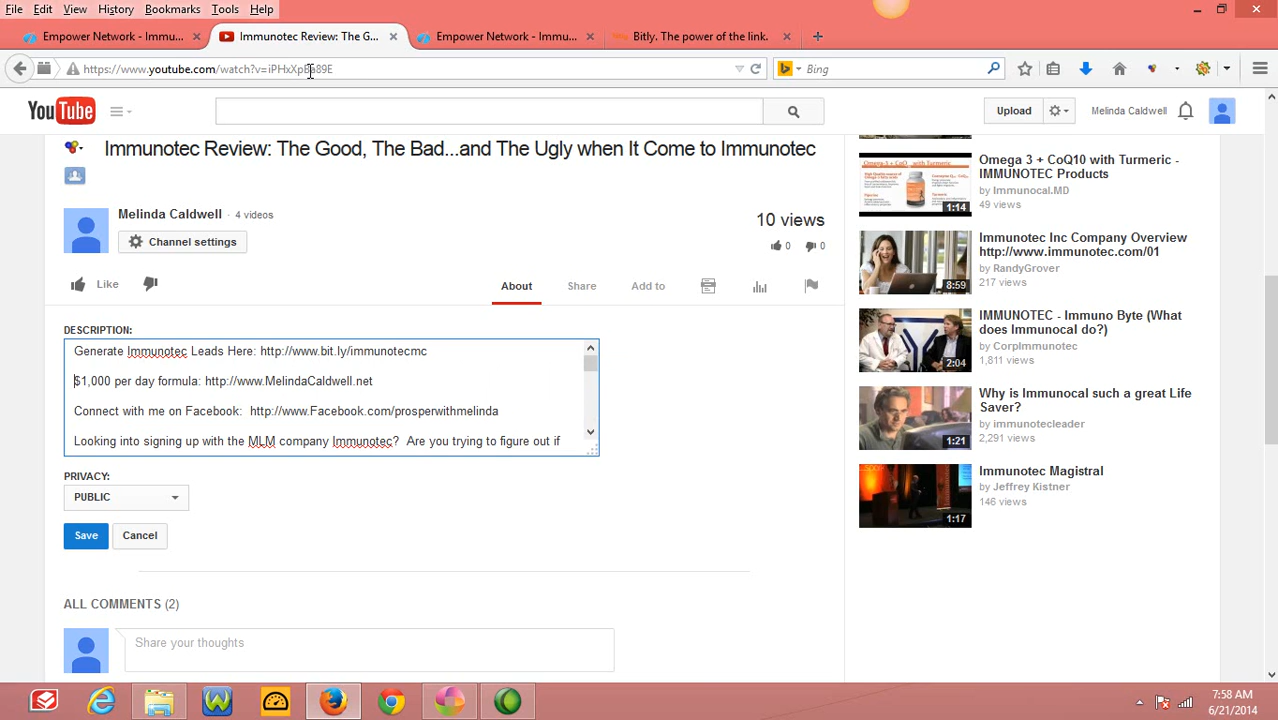 File Edit View History Bookmarks Tools Help
Empower Network - Immu... × Immunotec Review: The G... × Empower Network - Immu... × Bitly. The power of the link. × +
Bing
YouTube Upload Melinda Caldwell
Immunotec Review: The Good, The Bad...and The Ugly when It Come to Immunotec
Melinda Caldwell · 4 videos
Channel settings
10 views
0 0
Like
About Share Add to
DESCRIPTION:
Generate Immunotec Leads Here: http://www.bit.ly/immunotecmc
$1,000 per day formula: http://www.MelindaCaldwell.net
Connect with me on Facebook: http://www.Facebook.com/prosperwithmelinda
Looking into signing up with the MLM company Immunotec? Are you trying to figure out if
PRIVACY:
PUBLIC
Save Cancel
ALL COMMENTS (2)
Share your thoughts
Omega 3 + CoQ10 with Turmeric -
IMMUNOTEC Products
by Immunocal.MD
49 views
1:14
Immunotec Inc Company Overview
http://www.immunotec.com/01
by RandyGrover
217 views
8:59
IMMUNOTEC - Immuno Byte (What
does Immunocal do?)
by CorpImmunotec
1,811 views
2:04
Why is Immunocal such a great Life
Saver?
by immunotecleader
2,291 views
1:21
Immunotec Magistral
by Jeffrey Kistner
146 views
1:17
7:58 AM
6/21/2014